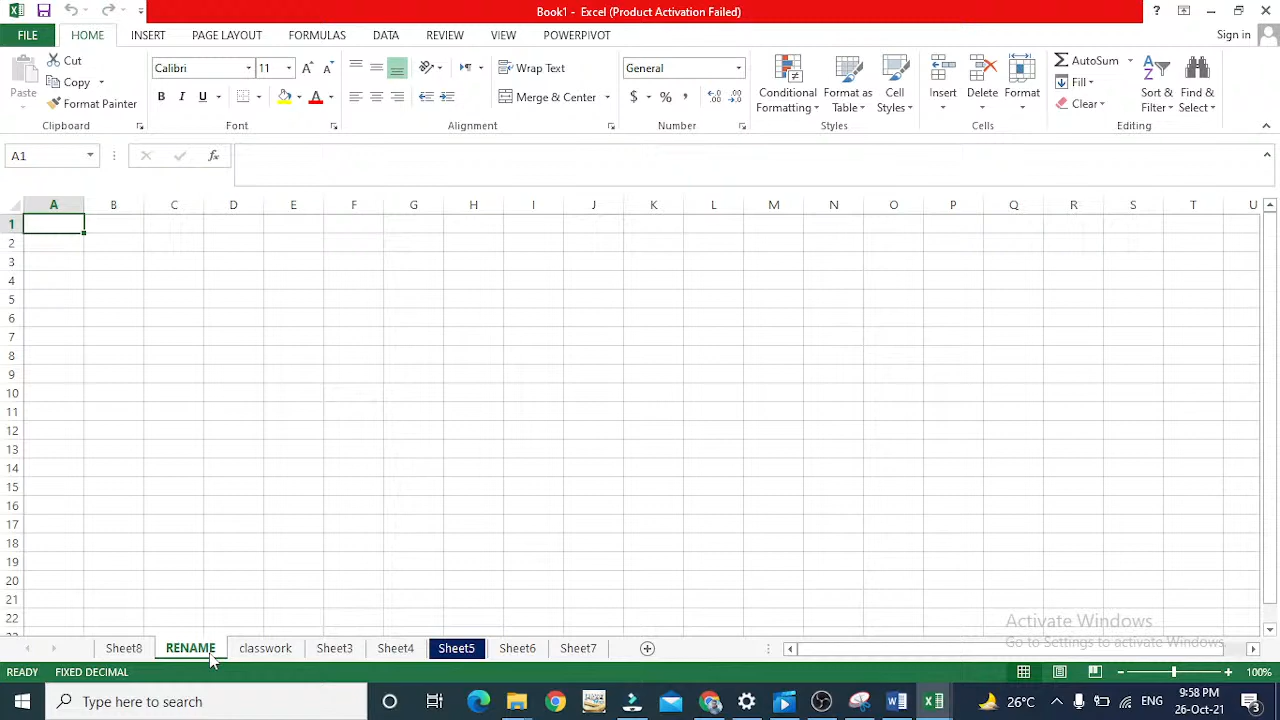 Book1 - Excel (Product Activation Failed)
?
FILE HOME INSERT PAGE LAYOUT FORMULAS DATA REVIEW VIEW POWERPIVOT Sign in
Paste
Cut
Copy
Format Painter
Clipboard
Calibri 11
B I U
Font
Wrap Text
Merge & Center
Alignment
General
$ % ,
Number
Conditional Formatting
Format as Table
Cell Styles
Styles
Insert
Delete
Format
Cells
AutoSum
Fill
Clear
Sort & Filter
Find & Select
Editing
A1 fx
A B C D E F G H I J K L M N O P Q R S T U
1
2
3
4
5
6
7
8
9
10
11
12
13
14
15
16
17
18
19
20
21
22
Activate Windows
Go to Settings to activate Windows.
Sheet8 RENAME classwork Sheet3 Sheet4 Sheet5 Sheet6 Sheet7
READY FIXED DECIMAL 100%
Type here to search
26°C
ENG
9:58 PM
26-Oct-21